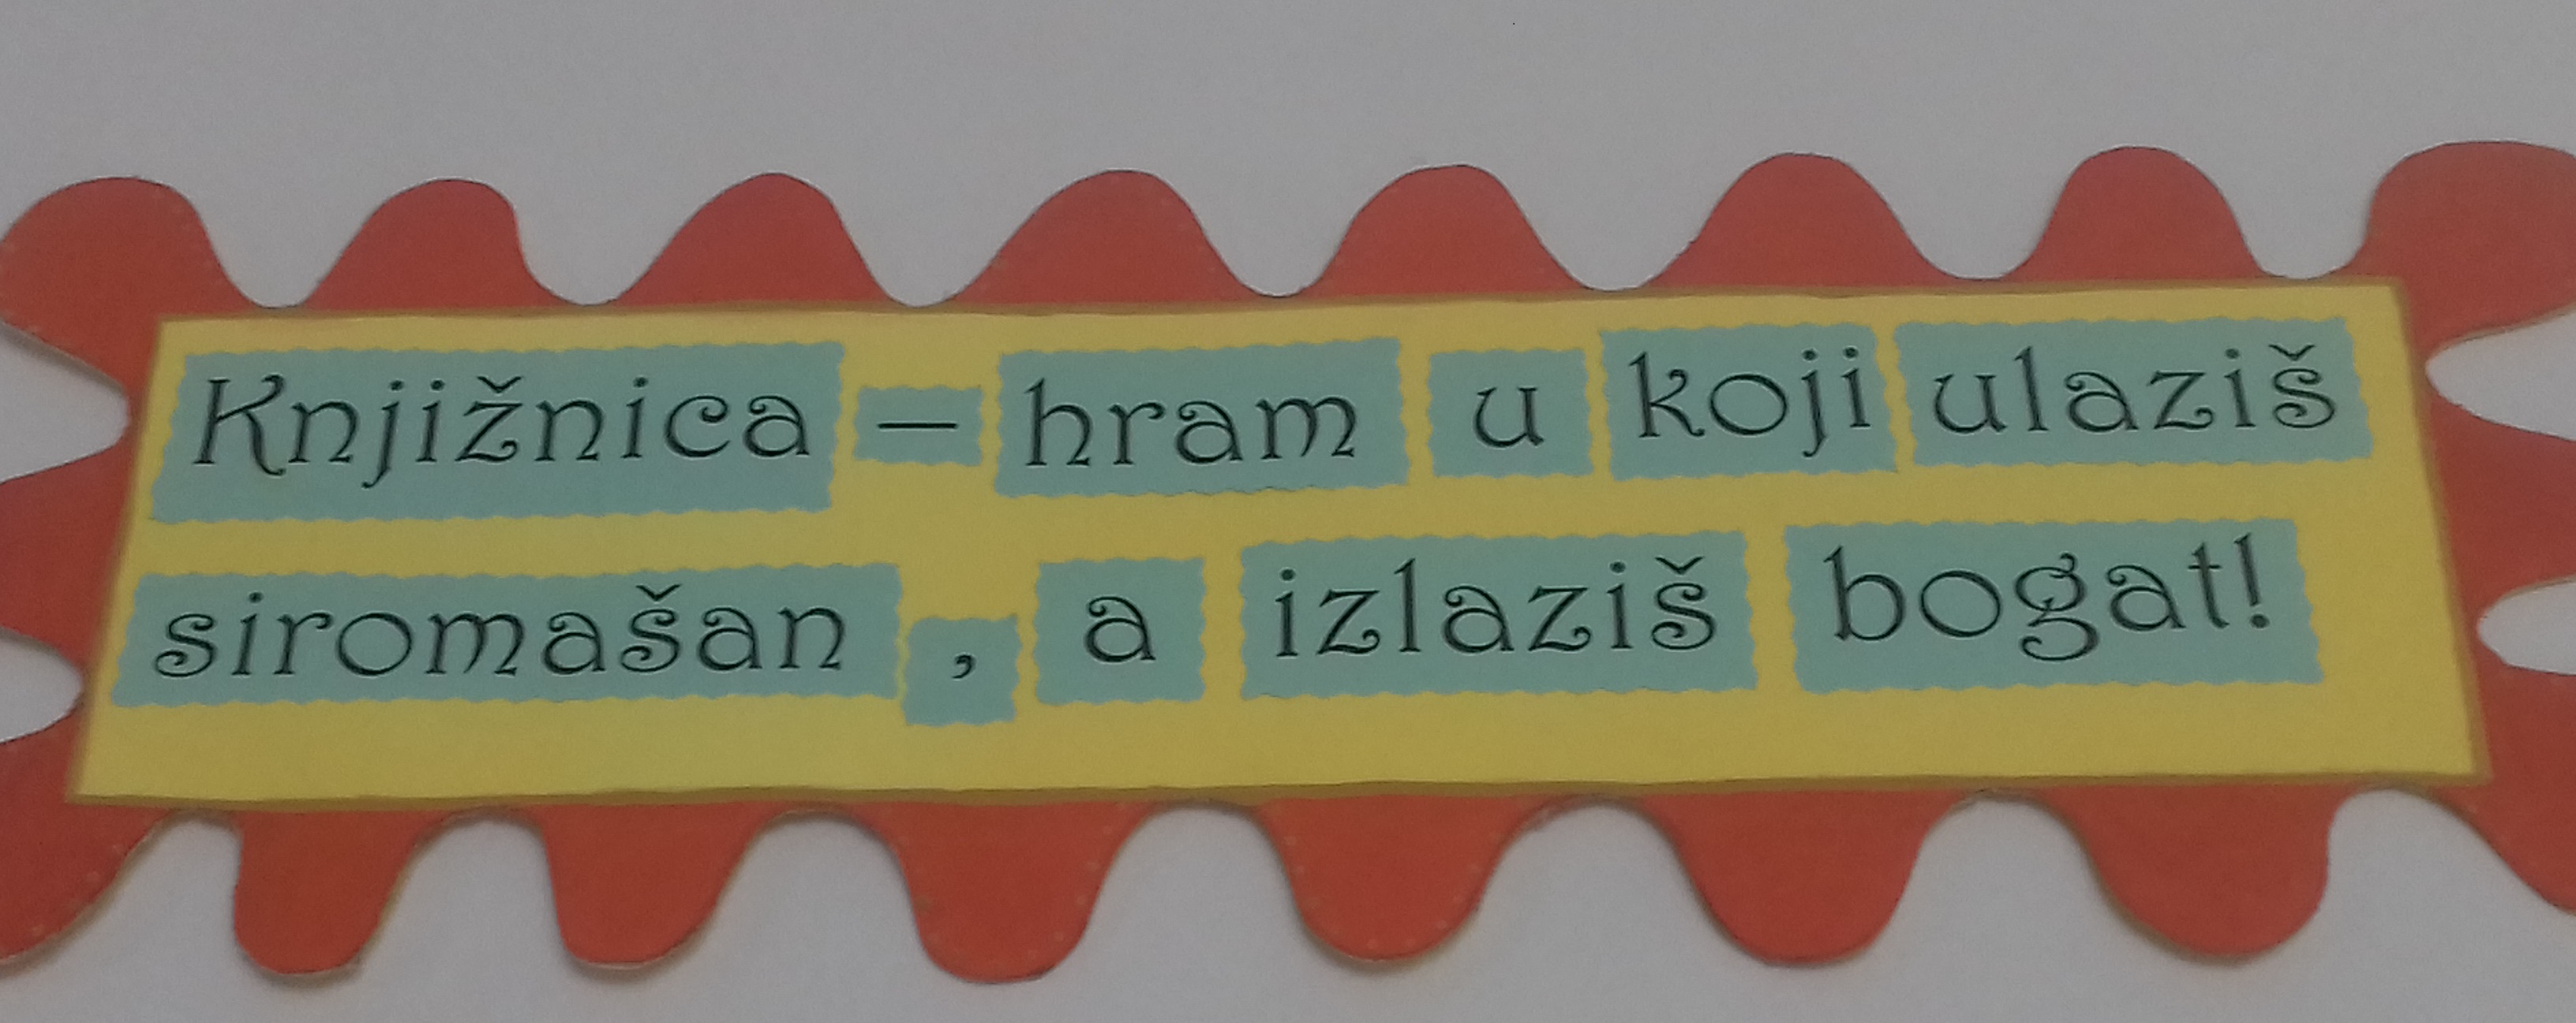 Knjižnica – hram u koji ulaziš
siromašan , a izlaziš bogat!